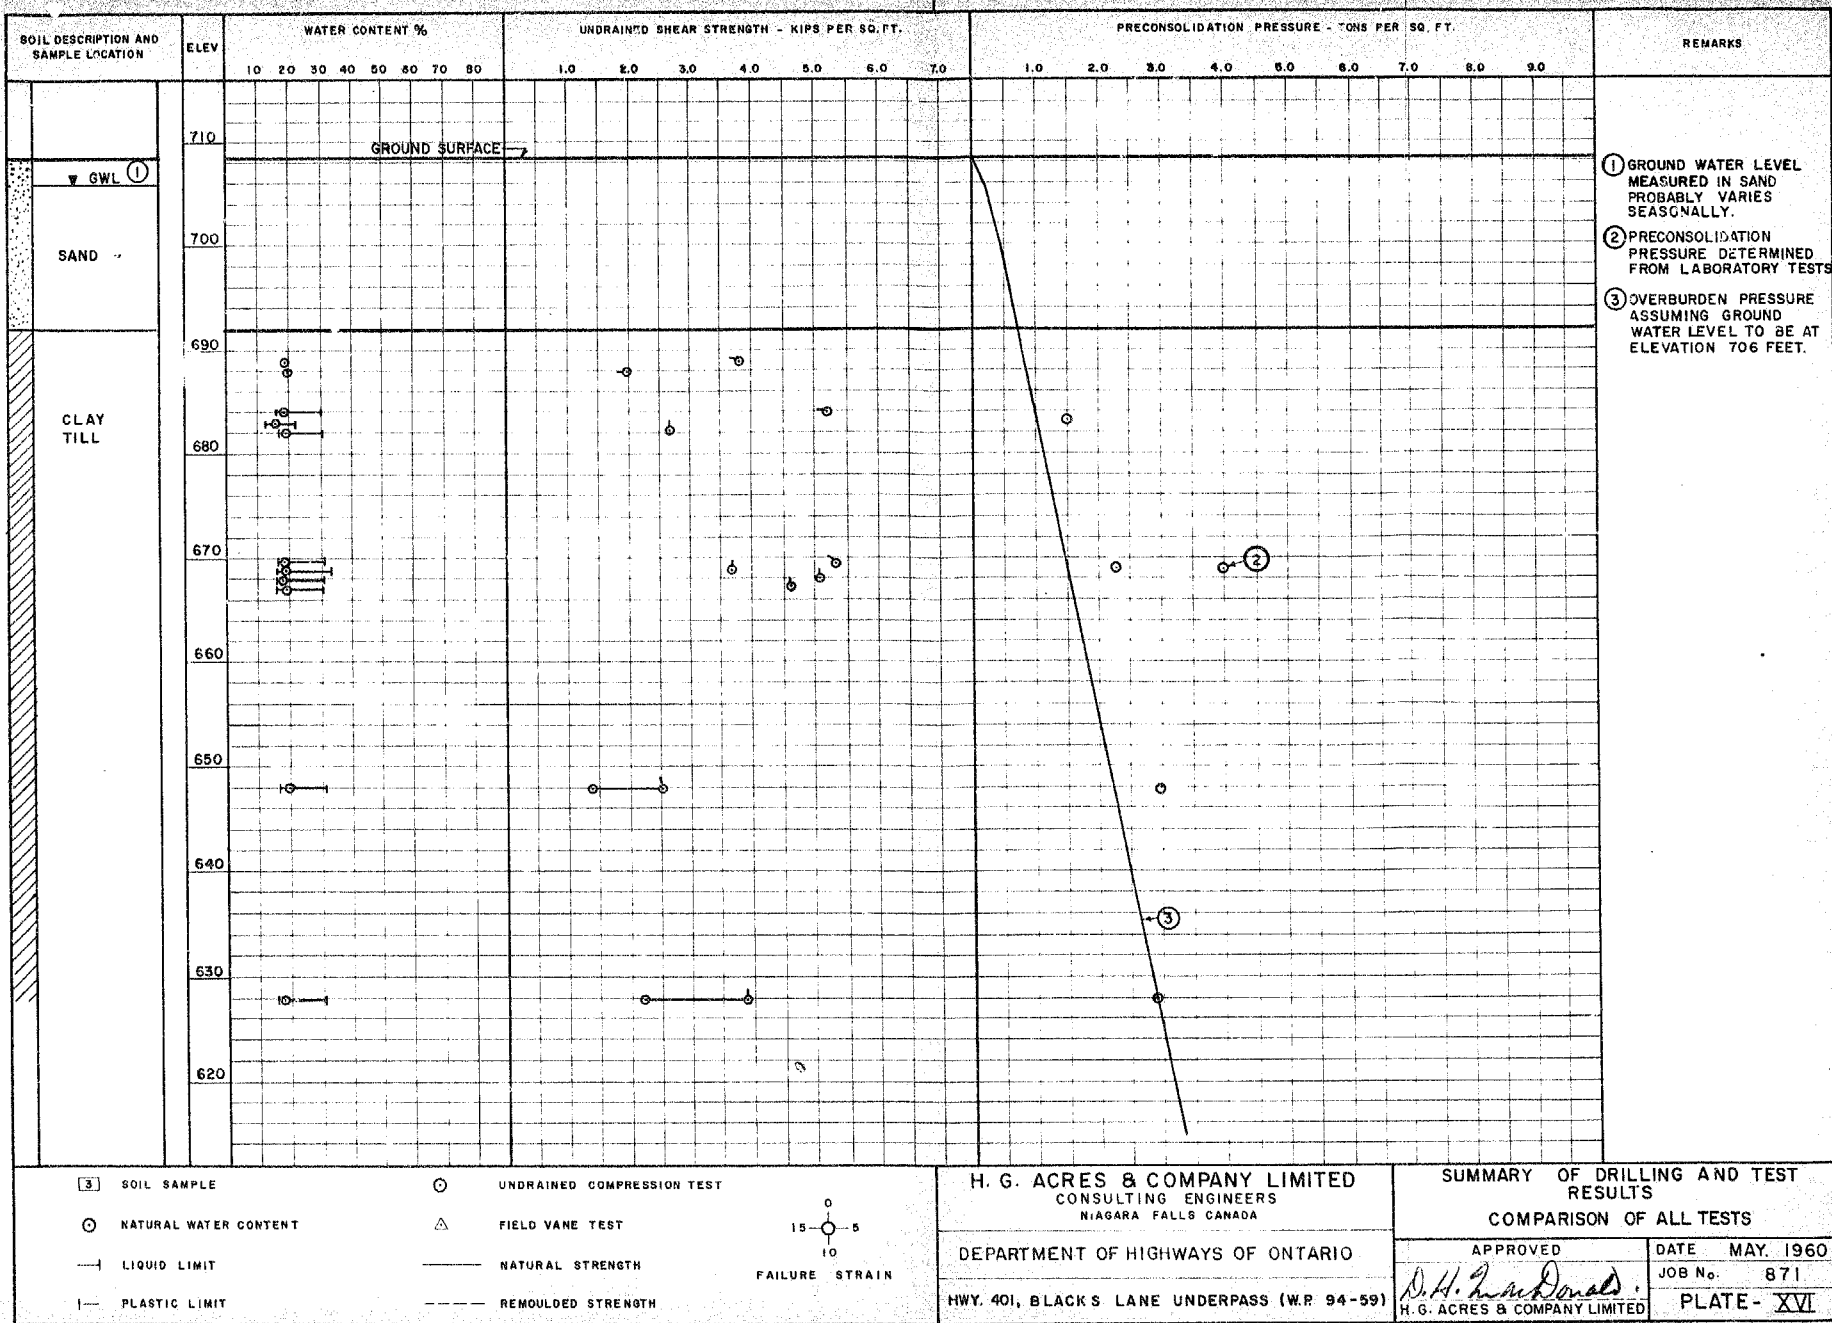 SOIL DESCRIPTION AND
SAMPLE LOCATION
ELEV
WATER CONTENT %
10 20 30 40 50 60 70 80
UNDRAINED SHEAR STRENGTH - KIPS PER SQ.FT.
1.0 2.0 3.0 4.0 5.0 6.0 7.0
PRECONSOLIDATION PRESSURE - TONS PER SQ. FT.
1.0 2.0 3.0 4.0 5.0 6.0 7.0 8.0 9.0
REMARKS
710
GROUND SURFACE
GWL 1
SAND
700
690
CLAY
TILL
680
670
2
660
650
640
3
630
620
1 GROUND WATER LEVEL
MEASURED IN SAND
PROBABLY VARIES
SEASONALLY.
2 PRECONSOLIDATION
PRESSURE DETERMINED
FROM LABORATORY TESTS
3 OVERBURDEN PRESSURE
ASSUMING GROUND
WATER LEVEL TO BE AT
ELEVATION 706 FEET.
3 SOIL SAMPLE
NATURAL WATER CONTENT
LIQUID LIMIT
PLASTIC LIMIT
UNDRAINED COMPRESSION TEST
FIELD VANE TEST
NATURAL STRENGTH
REMOULDED STRENGTH
0
15 5
10
FAILURE STRAIN
H. G. ACRES & COMPANY LIMITED
CONSULTING ENGINEERS
NIAGARA FALLS CANADA
DEPARTMENT OF HIGHWAYS OF ONTARIO
HWY. 401, BLACKS LANE UNDERPASS (W.P. 94-59)
SUMMARY OF DRILLING AND TEST
RESULTS
COMPARISON OF ALL TESTS
APPROVED
D.H. MacDonald.
H.G. ACRES & COMPANY LIMITED
DATE MAY. 1960
JOB No. 871
PLATE- XVI